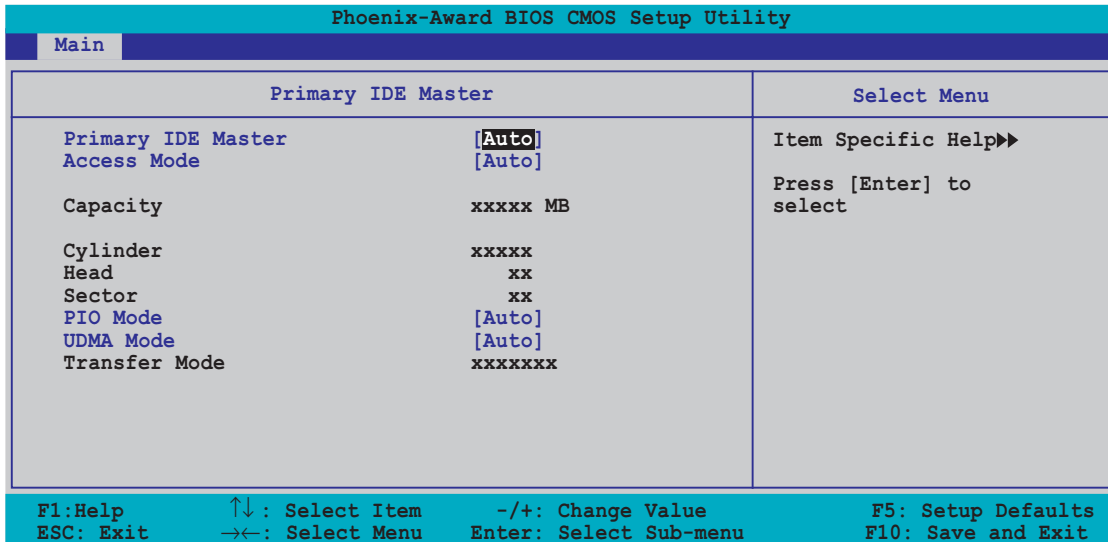 Phoenix-Award BIOS CMOS Setup Utility
Main
Primary IDE Master
Select Menu
Primary IDE Master [Auto]
Access Mode [Auto]
Capacity xxxxx MB
Cylinder xxxxx
Head xx
Sector xx
PIO Mode [Auto]
UDMA Mode [Auto]
Transfer Mode xxxxxxx
Item Specific Help▶▶
Press [Enter] to
select
F1:Help ↑↓: Select Item -/+: Change Value F5: Setup Defaults
ESC: Exit →←: Select Menu Enter: Select Sub-menu F10: Save and Exit